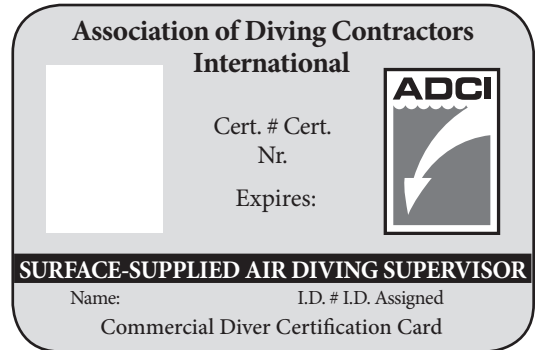 Association of Diving Contractors
International
ADCI
Cert. # Cert.
Nr.
Expires:
SURFACE-SUPPLIED AIR DIVING SUPERVISOR
Name: I.D. # I.D. Assigned
Commercial Diver Certification Card